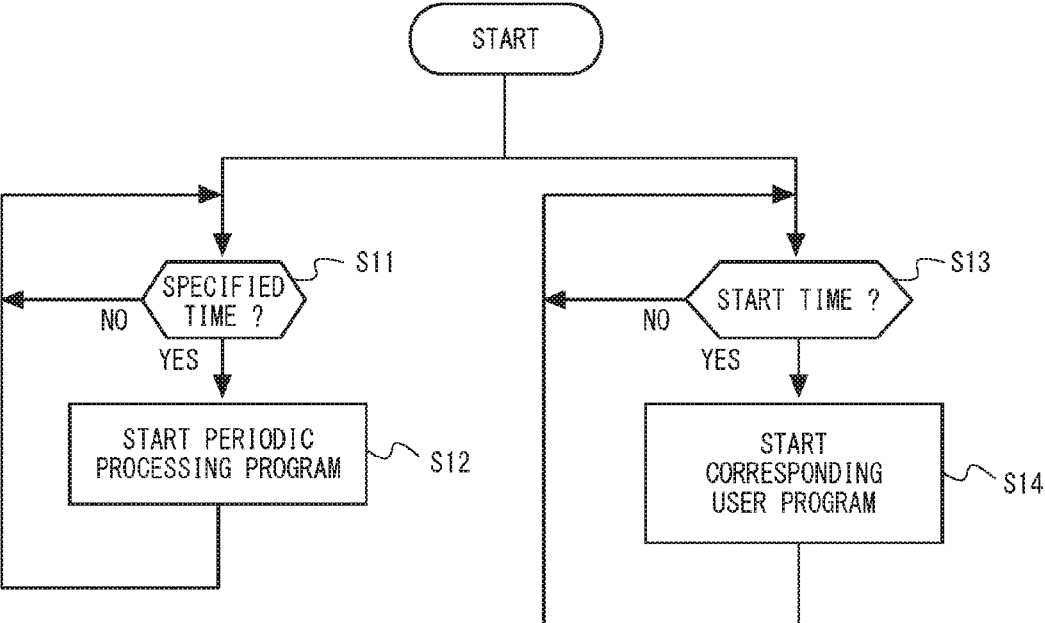 START
S11
SPECIFIED
TIME ?
NO
YES
START PERIODIC
PROCESSING PROGRAM
S12
S13
START TIME ?
NO
YES
START
CORRESPONDING
USER PROGRAM
S14